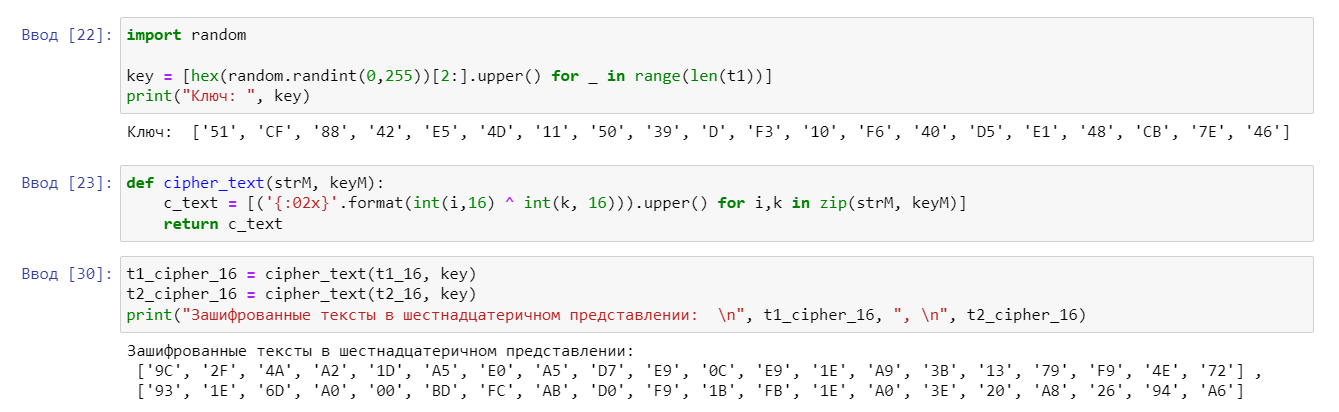 Ввод [22]: import random
key = [hex(random.randint(0,255))[2:].upper() for _ in range(len(t1))]
print("Ключ: ", key)
Ключ:  ['51', 'CF', '88', '42', 'E5', '4D', '11', '50', '39', 'D', 'F3', '10', 'F6', '40', 'D5', 'E1', '48', 'CB', '7E', '46']
Ввод [23]: def cipher_text(strM, keyM):
c_text = [('{:02x}'.format(int(i,16) ^ int(k, 16))).upper() for i,k in zip(strM, keyM)]
return c_text
Ввод [30]: t1_cipher_16 = cipher_text(t1_16, key)
t2_cipher_16 = cipher_text(t2_16, key)
print("Зашифрованные тексты в шестнадцатеричном представлении:  \n", t1_cipher_16, ", \n", t2_cipher_16)
Зашифрованные тексты в шестнадцатеричном представлении:
['9C', '2F', '4A', 'A2', '1D', 'A5', 'E0', 'A5', 'D7', 'E9', '0C', 'E9', '1E', 'A9', '3B', '13', '79', 'F9', '4E', '72'] ,
['93', '1E', '6D', 'A0', '00', 'BD', 'FC', 'AB', 'D0', 'F9', '1B', 'FB', '1E', 'A0', '3E', '20', 'A8', '26', '94', 'A6']